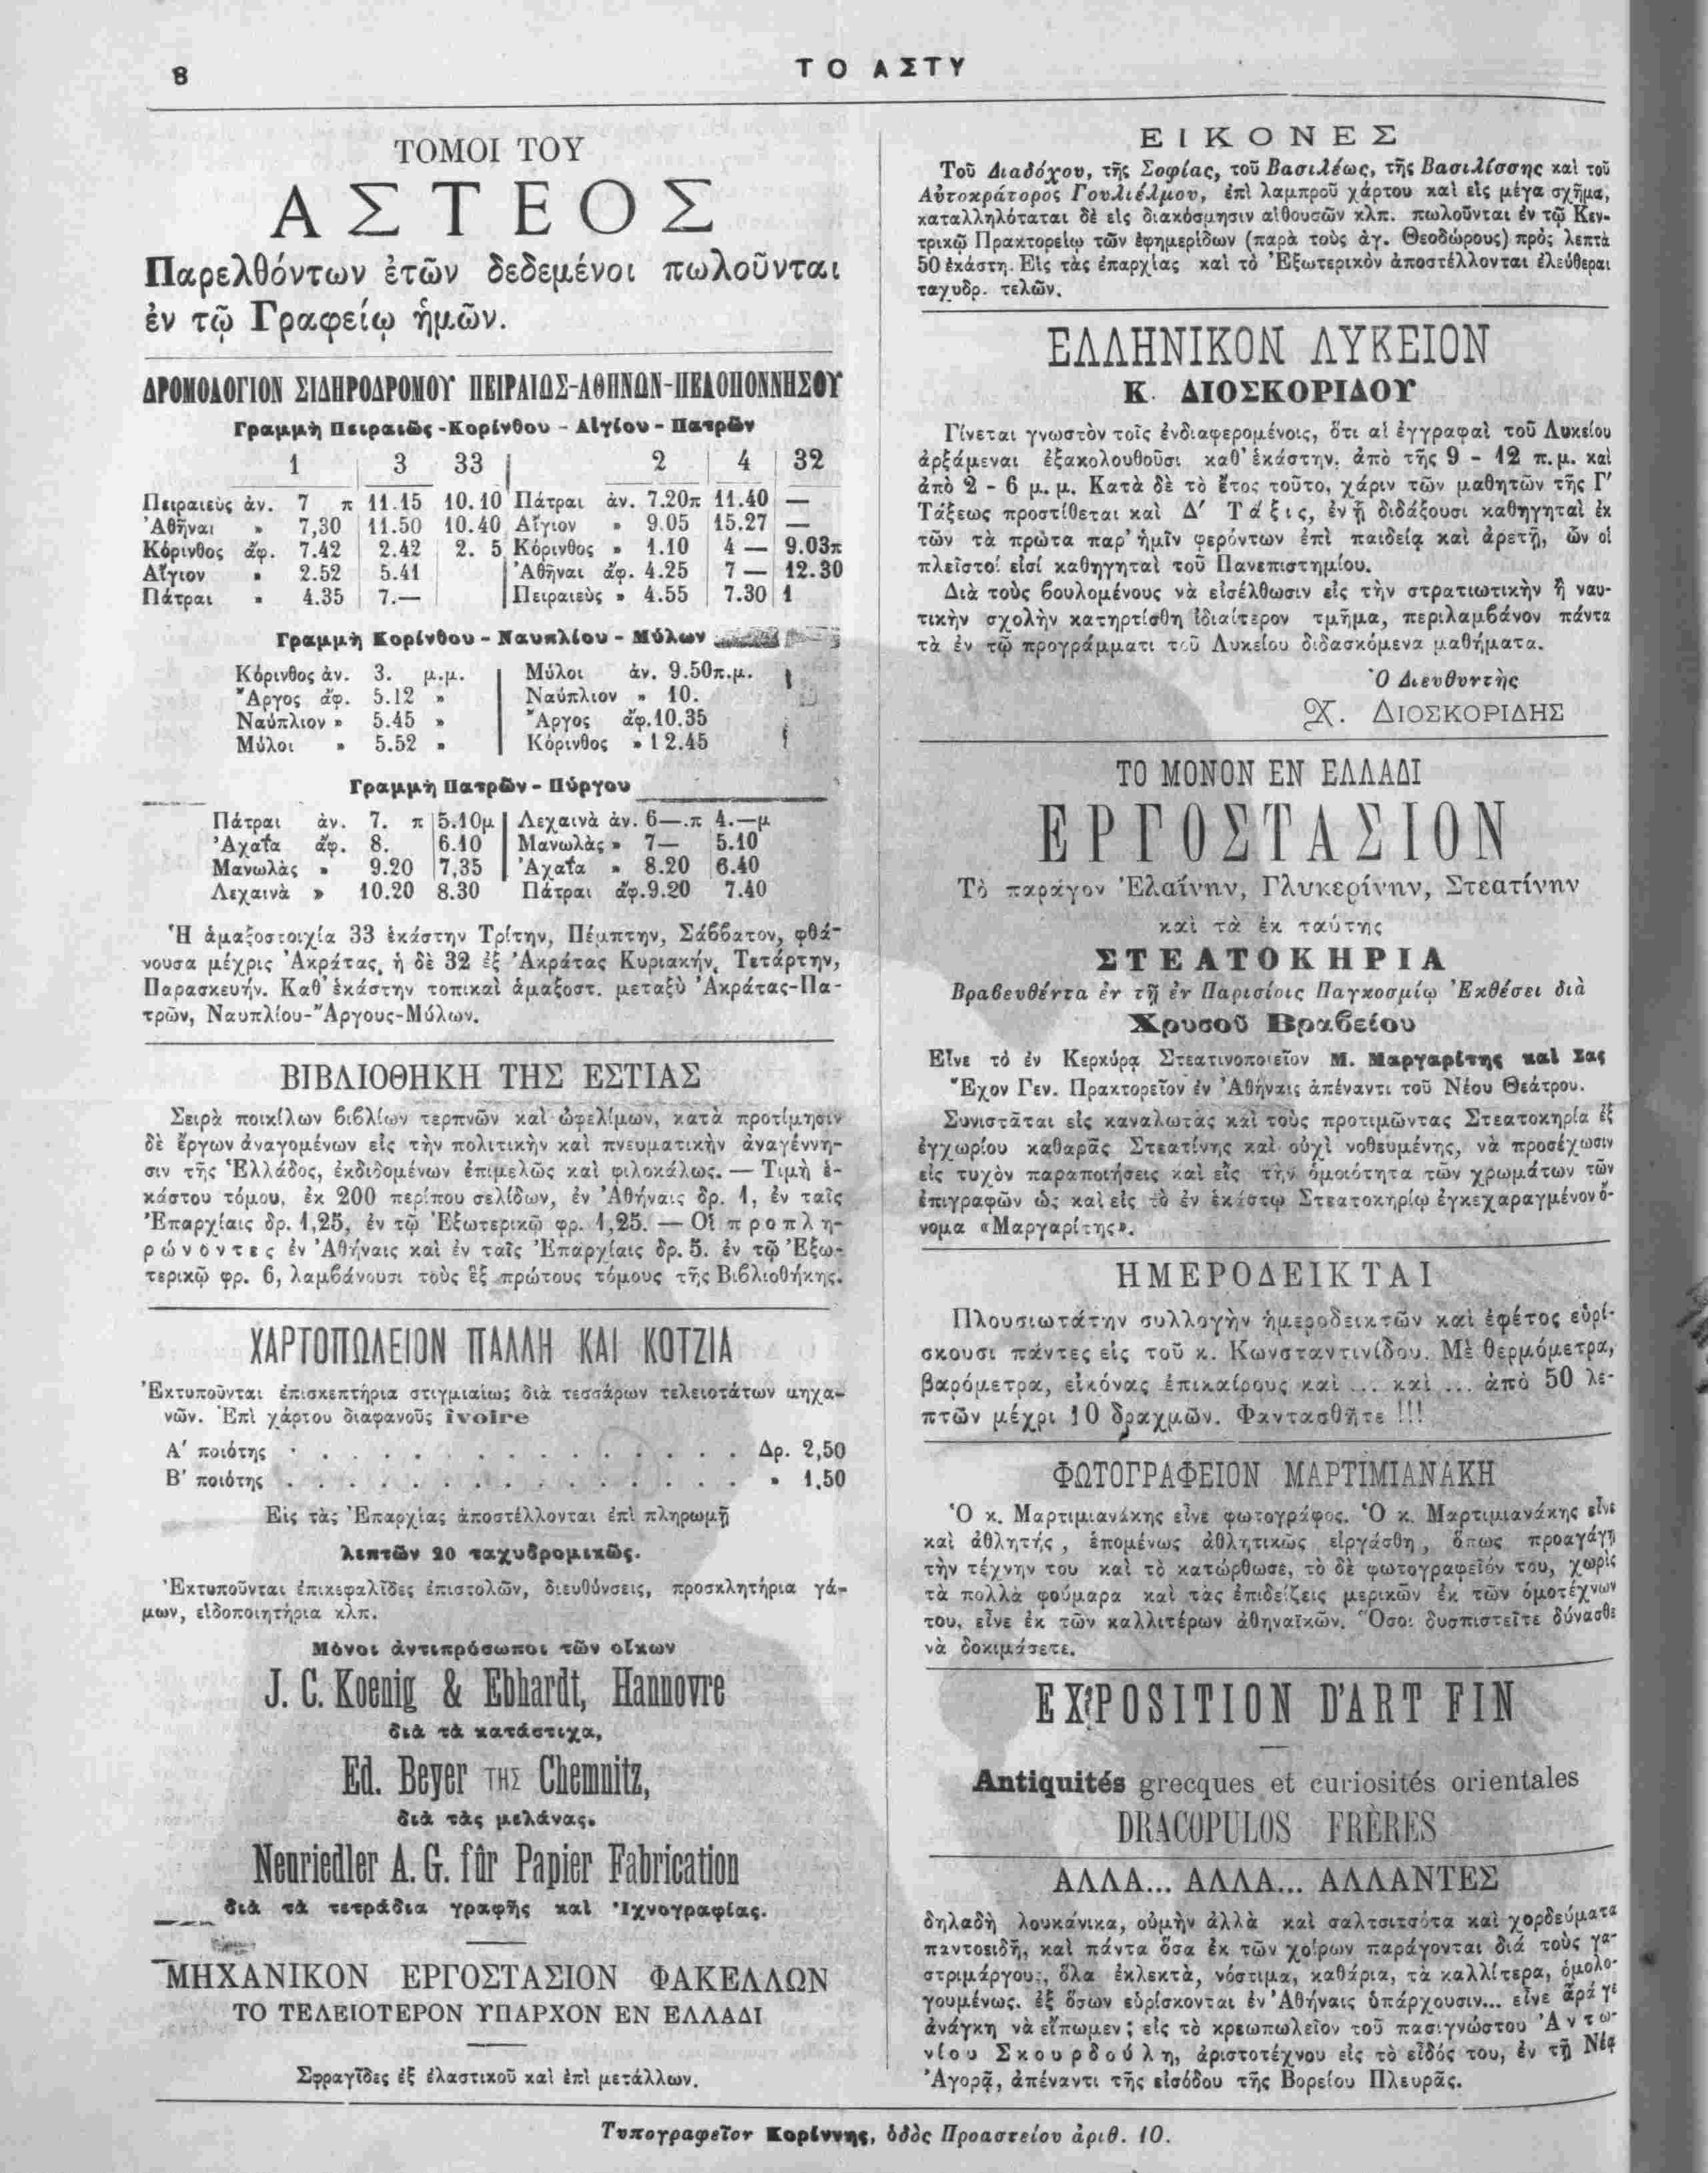 8
ΤΟ ΑΣΤΥ
ΤΟΜΟΙ ΤΟΥ
ΑΣΤΕΟΣ
Παρελθόντων ἐτῶν δεδεμένοι πωλοῦνται
ἐν τῷ Γραφείῳ ἡμῶν.
ΔΡΟΜΟΛΟΓΙΟΝ ΣΙΔΗΡΟΔΡΟΜΟΥ ΠΕΙΡΑΙΩΣ-ΑΘΗΝΩΝ-ΠΕΛΟΠΟΝΝΗΣΟΥ
Γραμμὴ Πειραιῶς-Κορίνθου - Αἰγίου - Πατρῶν
1 3 33 2 4 32
Πειραιεὺς ἀν. 7 π 11.15 10.10 Πάτραι ἀν. 7.20π 11.40 —
Ἀθῆναι » 7,30 11.50 10.40 Αἴγιον » 9.05 15.27 —
Κόρινθος ἀφ. 7.42 2.42 2. 5 Κόρινθος » 1.10 4 — 9.03π
Αἴγιον » 2.52 5.41 Ἀθῆναι ἀφ. 4.25 7 — 12.30
Πάτραι » 4.35 7.— Πειραιεὺς » 4.55 7.30 1
Γραμμὴ Κορίνθου - Ναυπλίου - Μύλων
Κόρινθος ἀν. 3. μ.μ. Μύλοι ἀν. 9.50π.μ.
Ἄργος ἀφ. 5.12 » Ναύπλιον » 10.
Ναύπλιον » 5.45 » Ἄργος ἀφ.10.35
Μύλοι » 5.52 » Κόρινθος » 12.45
Γραμμὴ Πατρῶν - Πύργου
Πάτραι ἀν. 7. π 5.10μ Λεχαινὰ ἀν. 6—.π 4.—μ
Ἀχαΐα ἀφ. 8. 6.10 Μανωλὰς » 7— 5.10
Μανωλὰς » 9.20 7,35 Ἀχαΐα » 8.20 6.40
Λεχαινὰ » 10.20 8.30 Πάτραι ἀφ.9.20 7.40
Ἡ ἁμαξοστοιχία 33 ἑκάστην Τρίτην, Πέμπτην, Σάββατον, φθά-
νουσα μέχρις Ἀκράτας, ἡ δὲ 32 ἐξ Ἀκράτας Κυριακήν, Τετάρτην,
Παρασκευήν. Καθ' ἑκάστην τοπικαὶ ἁμαξοστ. μεταξὺ Ἀκράτας-Πα-
τρῶν, Ναυπλίου-Ἄργους-Μύλων.
ΒΙΒΛΙΟΘΗΚΗ ΤΗΣ ΕΣΤΙΑΣ
Σειρὰ ποικίλων βιβλίων τερπνῶν καὶ ὠφελίμων, κατὰ προτίμησιν
δὲ ἔργων ἀναγομένων εἰς τὴν πολιτικὴν καὶ πνευματικὴν ἀναγέννη-
σιν τῆς Ἑλλάδος, ἐκδιδομένων ἐπιμελῶς καὶ φιλοκάλως. — Τιμὴ ἑ-
κάστου τόμου, ἐκ 200 περίπου σελίδων, ἐν Ἀθήναις δρ. 1, ἐν ταῖς
Ἐπαρχίαις δρ. 1,25, ἐν τῷ Ἐξωτερικῷ φρ. 1,25. — Οἱ προπλη-
ρώνοντες ἐν Ἀθήναις καὶ ἐν ταῖς Ἐπαρχίαις δρ. 5. ἐν τῷ Ἐξω-
τερικῷ φρ. 6, λαμβάνουσι τοὺς ἓξ πρώτους τόμους τῆς Βιβλιοθήκης.
ΧΑΡΤΟΠΩΛΕΙΟΝ ΠΑΛΛΗ ΚΑΙ ΚΟΤΖΙΑ
Ἐκτυποῦνται ἐπισκεπτήρια στιγμιαίως διὰ τεσσάρων τελειοτάτων μηχα-
νῶν. Ἐπὶ χάρτου διαφανοῦς ivoire
Α' ποιότης . . . . . . . . . . . . Δρ. 2,50
Β' ποιότης . . . . . . . . . . . . » 1.50
Εἰς τὰς Ἐπαρχίας ἀποστέλλονται ἐπὶ πληρωμῇ
λεπτῶν 20 ταχυδρομικῶς.
Ἐκτυποῦνται ἐπικεφαλῖδες ἐπιστολῶν, διευθύνσεις, προσκλητήρια γά-
μων, εἰδοποιητήρια κλπ.
Μόνοι ἀντιπρόσωποι τῶν οἴκων
J. C. Koenig & Ebhardt, Hannovre
διὰ τὰ κατάστιχα,
Ed. Beyer ΤΗΣ Chemnitz,
διὰ τὰς μελάνας.
Neuriedler A. G. fûr Papier Fabrication
διὰ τὰ τετράδια γραφῆς καὶ Ἰχνογραφίας.
ΜΗΧΑΝΙΚΟΝ ΕΡΓΟΣΤΑΣΙΟΝ ΦΑΚΕΛΛΩΝ
ΤΟ ΤΕΛΕΙΟΤΕΡΟΝ ΥΠΑΡΧΟΝ ΕΝ ΕΛΛΑΔΙ
Σφραγῖδες ἐξ ἐλαστικοῦ καὶ ἐπὶ μετάλλων.
ΕΙΚΟΝΕΣ
Τοῦ Διαδόχου, τῆς Σοφίας, τοῦ Βασιλέως, τῆς Βασιλίσσης καὶ τοῦ
Αὐτοκράτορος Γουλιέλμου, ἐπὶ λαμπροῦ χάρτου καὶ εἰς μέγα σχῆμα,
καταλληλόταται δὲ εἰς διακόσμησιν αἰθουσῶν κλπ. πωλοῦνται ἐν τῷ Κεν-
τρικῷ Πρακτορείῳ τῶν ἐφημερίδων (παρὰ τοὺς ἁγ. Θεοδώρους) πρὸς λεπτὰ
50 ἑκάστη. Εἰς τὰς ἐπαρχίας καὶ τὸ Ἐξωτερικὸν ἀποστέλλονται ἐλεύθεραι
ταχυδρ. τελῶν.
ΕΛΛΗΝΙΚΟΝ ΛΥΚΕΙΟΝ
Κ. ΔΙΟΣΚΟΡΙΔΟΥ
Γίνεται γνωστὸν τοῖς ἐνδιαφερομένοις, ὅτι αἱ ἐγγραφαὶ τοῦ Λυκείου
ἀρξάμεναι ἐξακολουθοῦσι καθ' ἑκάστην, ἀπὸ τῆς 9 - 12 π.μ. καὶ
ἀπὸ 2 - 6 μ.μ. Κατὰ δὲ τὸ ἔτος τοῦτο, χάριν τῶν μαθητῶν τῆς Γ'
Τάξεως προστίθεται καὶ Δ' Τάξις, ἐν ᾗ διδάξουσι καθηγηταὶ ἐκ
τῶν τὰ πρῶτα παρ' ἡμῖν φερόντων ἐπὶ παιδείᾳ καὶ ἀρετῇ, ὧν οἱ
πλεῖστοι εἰσὶ καθηγηταὶ τοῦ Πανεπιστημίου.
Διὰ τοὺς βουλομένους νὰ εἰσέλθωσιν εἰς τὴν στρατιωτικὴν ἢ ναυ-
τικὴν σχολὴν κατηρτίσθη ἰδιαίτερον τμῆμα, περιλαμβάνον πάντα
τὰ ἐν τῷ προγράμματι τοῦ Λυκείου διδασκόμενα μαθήματα.
Ὁ Διευθυντὴς
Χ. ΔΙΟΣΚΟΡΙΔΗΣ
ΤΟ ΜΟΝΟΝ ΕΝ ΕΛΛΑΔΙ
ΕΡΓΟΣΤΑΣΙΟΝ
Τὸ παράγον Ἐλαΐνην, Γλυκερίνην, Στεατίνην
καὶ τὰ ἐκ ταύτης
ΣΤΕΑΤΟΚΗΡΙΑ
Βραβευθέντα ἐν τῇ ἐν Παρισίοις Παγκοσμίῳ Ἐκθέσει διὰ
Χρυσοῦ Βραβείου
Εἶνε τὸ ἐν Κερκύρᾳ Στεατινοποιεῖον Μ. Μαργαρίτης καὶ Σας
Ἔχον Γεν. Πρακτορεῖον ἐν Ἀθήναις ἀπέναντι τοῦ Νέου Θεάτρου.
Συνιστᾶται εἰς καναλωτὰς καὶ τοὺς προτιμῶντας Στεατοκηρία ἐξ
ἐγχωρίου καθαρᾶς Στεατίνης καὶ οὐχὶ νοθευμένης, νὰ προσέχωσιν
εἰς τυχὸν παραποιήσεις καὶ εἰς τὴν ὁμοιότητα τῶν χρωμάτων τῶν
ἐπιγραφῶν ὡς καὶ εἰς τὸ ἐν ἑκάστῳ Στεατοκηρίῳ ἐγκεχαραγμένον ὄ-
νομα «Μαργαρίτης».
ΗΜΕΡΟΔΕΙΚΤΑΙ
Πλουσιωτάτην συλλογὴν ἡμεροδεικτῶν καὶ ἐφέτος εὑρί-
σκουσι πάντες εἰς τοῦ κ. Κωνσταντινίδου. Μὲ θερμόμετρα,
βαρόμετρα, εἰκόνας ἐπικαίρους καὶ ... καὶ ... ἀπὸ 50 λε-
πτῶν μέχρι 10 δραχμῶν. Φαντασθῆτε !!!
ΦΩΤΟΓΡΑΦΕΙΟΝ ΜΑΡΤΙΜΙΑΝΑΚΗ
Ὁ κ. Μαρτιμιανάκης εἶνε φωτογράφος. Ὁ κ. Μαρτιμιανάκης εἶνε
καὶ ἀθλητής, ἑπομένως ἀθλητικῶς εἰργάσθη, ὅπως προαγάγῃ
τὴν τέχνην του καὶ τὸ κατώρθωσε, τὸ δὲ φωτογραφεῖόν του, χωρὶς
τὰ πολλὰ φούμαρα καὶ τὰς ἐπιδείξεις μερικῶν ἐκ τῶν ὁμοτέχνων
του, εἶνε ἐκ τῶν καλλιτέρων ἀθηναϊκῶν. Ὅσοι δυσπιστεῖτε δύνασθε
νὰ δοκιμάσετε.
EXPOSITION D'ART FIN
Antiquités grecques et curiosités orientales
DRACOPULOS FRÈRES
ΑΛΛΑ... ΑΛΛΑ... ΑΛΛΑΝΤΕΣ
δηλαδὴ λουκάνικα, οὐμὴν ἀλλὰ καὶ σαλτσιτσότα καὶ χορδεύματα
παντοειδῆ, καὶ πάντα ὅσα ἐκ τῶν χοίρων παράγονται διὰ τοὺς γα-
στριμάργους, ὅλα ἐκλεκτὰ, νόστιμα, καθάρια, τὰ καλλίτερα, ὁμολο-
γουμένως, ἐξ ὅσων εὑρίσκονται ἐν Ἀθήναις ὑπάρχουσιν... εἶνε ἆρά γε
ἀνάγκη νὰ εἴπωμεν; εἰς τὸ κρεωπωλεῖον τοῦ πασιγνώστου Ἀντω-
νίου Σκουρδούλη, ἀριστοτέχνου εἰς τὸ εἶδός του, ἐν τῇ Νέᾳ
Ἀγορᾷ, ἀπέναντι τῆς εἰσόδου τῆς Βορείου Πλευρᾶς.
Τυπογραφεῖον Κορίννης, ὁδὸς Προαστείου ἀριθ. 10.